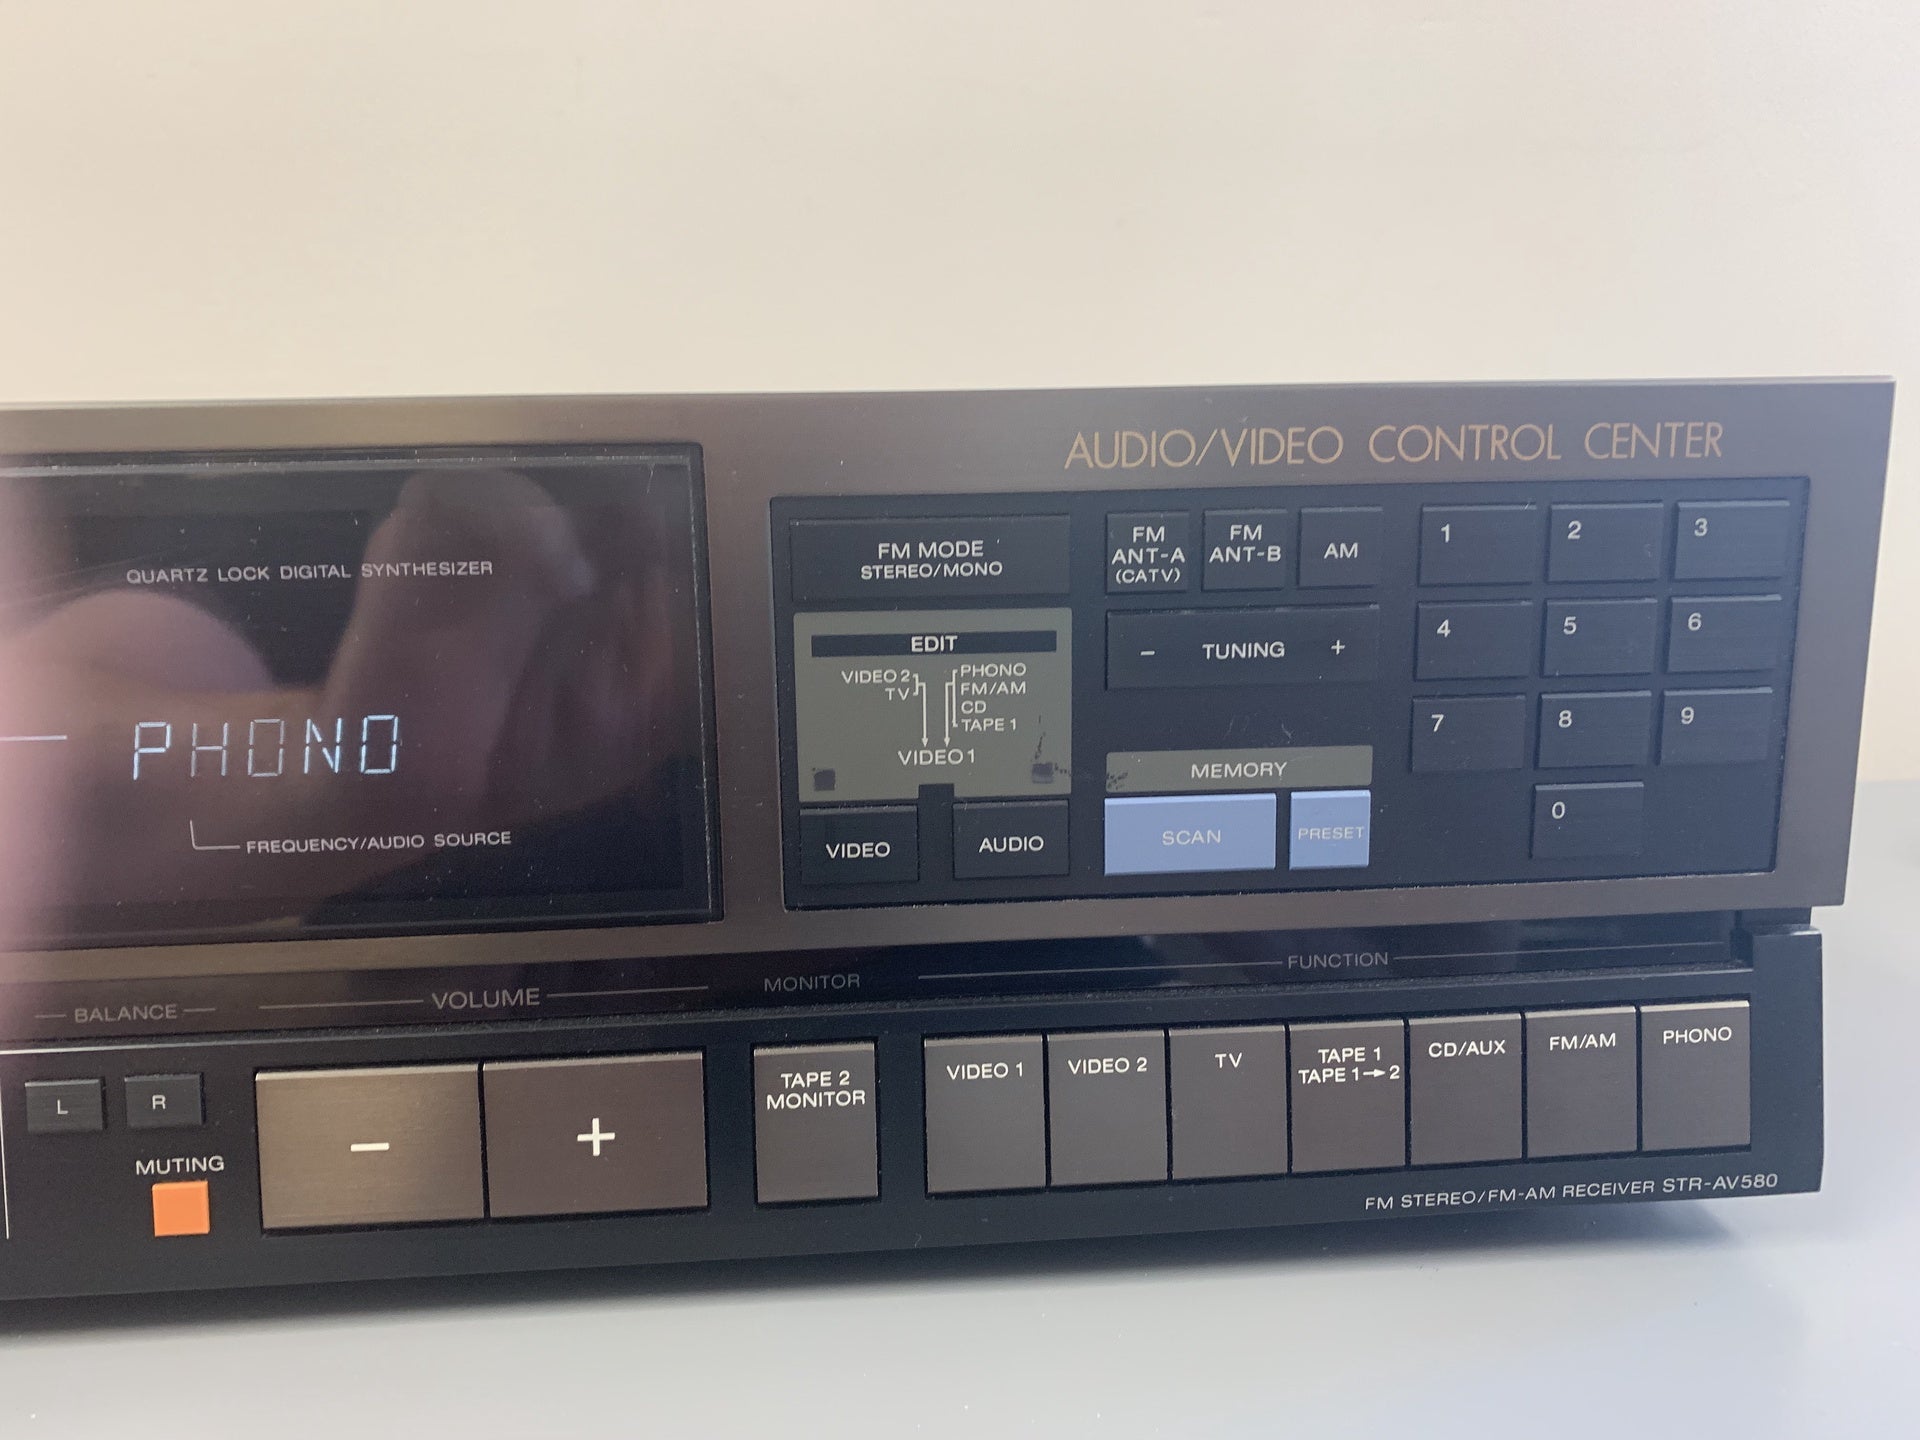 AUDIO/VIDEO CONTROL CENTER
QUARTZ LOCK DIGITAL SYNTHESIZER
PHONO
FREQUENCY/AUDIO SOURCE
FM MODE
STEREO/MONO
EDIT
VIDEO 2
TV
PHONO
FM/AM
CD
TAPE 1
VIDEO 1
VIDEO
AUDIO
FM
ANT-A
(CATV)
FM
ANT-B
AM
− TUNING +
MEMORY
SCAN
PRESET
1 2 3
4 5 6
7 8 9
0
BALANCE
VOLUME
MONITOR
FUNCTION
L R
MUTING
− +
TAPE 2
MONITOR
VIDEO 1
VIDEO 2
TV
TAPE 1
TAPE 1→2
CD/AUX
FM/AM
PHONO
FM STEREO/FM-AM RECEIVER STR-AV580